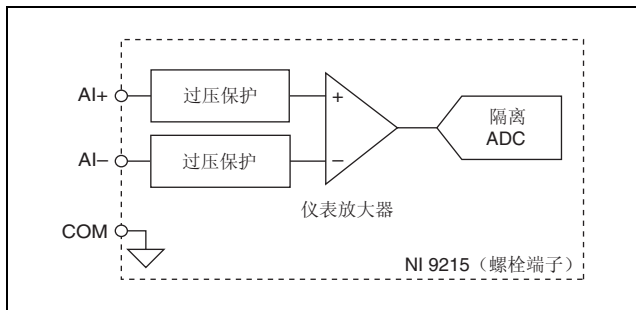 AI+
过压保护
+
隔离
ADC
AI–
过压保护
–
仪表放大器
COM
NI 9215（螺栓端子）